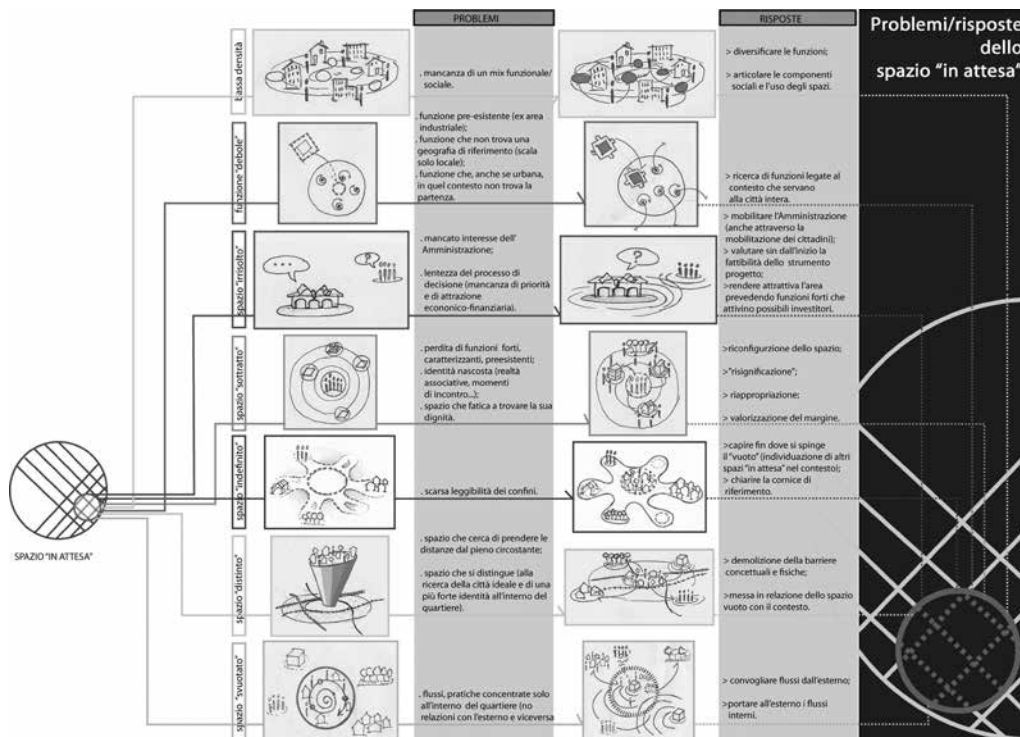 PROBLEMI
RISPOSTE
Problemi/risposte
dello
spazio "in attesa"
bassa densità
. mancanza di un mix funzionale/
sociale.
> diversificare le funzioni;
> articolare le componenti
sociali e l'uso degli spazi.
funzione "debole"
. funzione pre-esistente (ex area
industriale);
. funzione che non trova una
geografia di riferimento (scala
solo locale);
. funzione che, anche se urbana,
in quel contesto non trova la
partenza.
> ricerca di funzioni legate al
contesto che servano
alla città intera.
spazio "irrisolto"
. mancato interesse dell'
Amministrazione;
. lentezza del processo di
decisione (mancanza di priorità
e di attrazione
economico-finanziaria).
> mobilitare l'Amministrazione
(anche attraverso la
mobilitazione dei cittadini);
> valutare sin dall'inizio la
fattibilità dello strumento
progetto;
>rendere attrattiva l'area
prevedendo funzioni forti che
attivino possibili investitori.
spazio "sottratto"
. perdita di funzioni forti,
caratterizzanti, preesistenti;
. identità nascosta (realtà
associative, momenti
di incontro...);
. spazio che fatica a trovare la sua
dignità.
>riconfigurzione dello spazio;
>"risignificazione";
> riappropriazione;
> valorizzazione del margine.
spazio "indefinito"
. scarsa leggibilità dei confini.
>capire fin dove si spinge
il "vuoto" (individuazione di altri
spazi "in attesa" nel contesto);
> chiarire la cornice di
riferimento.
SPAZIO "IN ATTESA"
spazio "distinto"
. spazio che cerca di prendere le
distanze dal pieno circostante;
. spazio che si distingue (alla
ricerca della città ideale e di una
più forte identità all'interno del
quartiere).
> demolizione della barriere
concettuali e fisiche;
>messa in relazione dello spazio
vuoto con il contesto.
spazio "svuotato"
. flussi, pratiche concentrate solo
all'interno del quartiere (no
relazioni con l'esterno e viceversa
> convogliare flussi dall'esterno;
>portare all'esterno i flussi
interni.